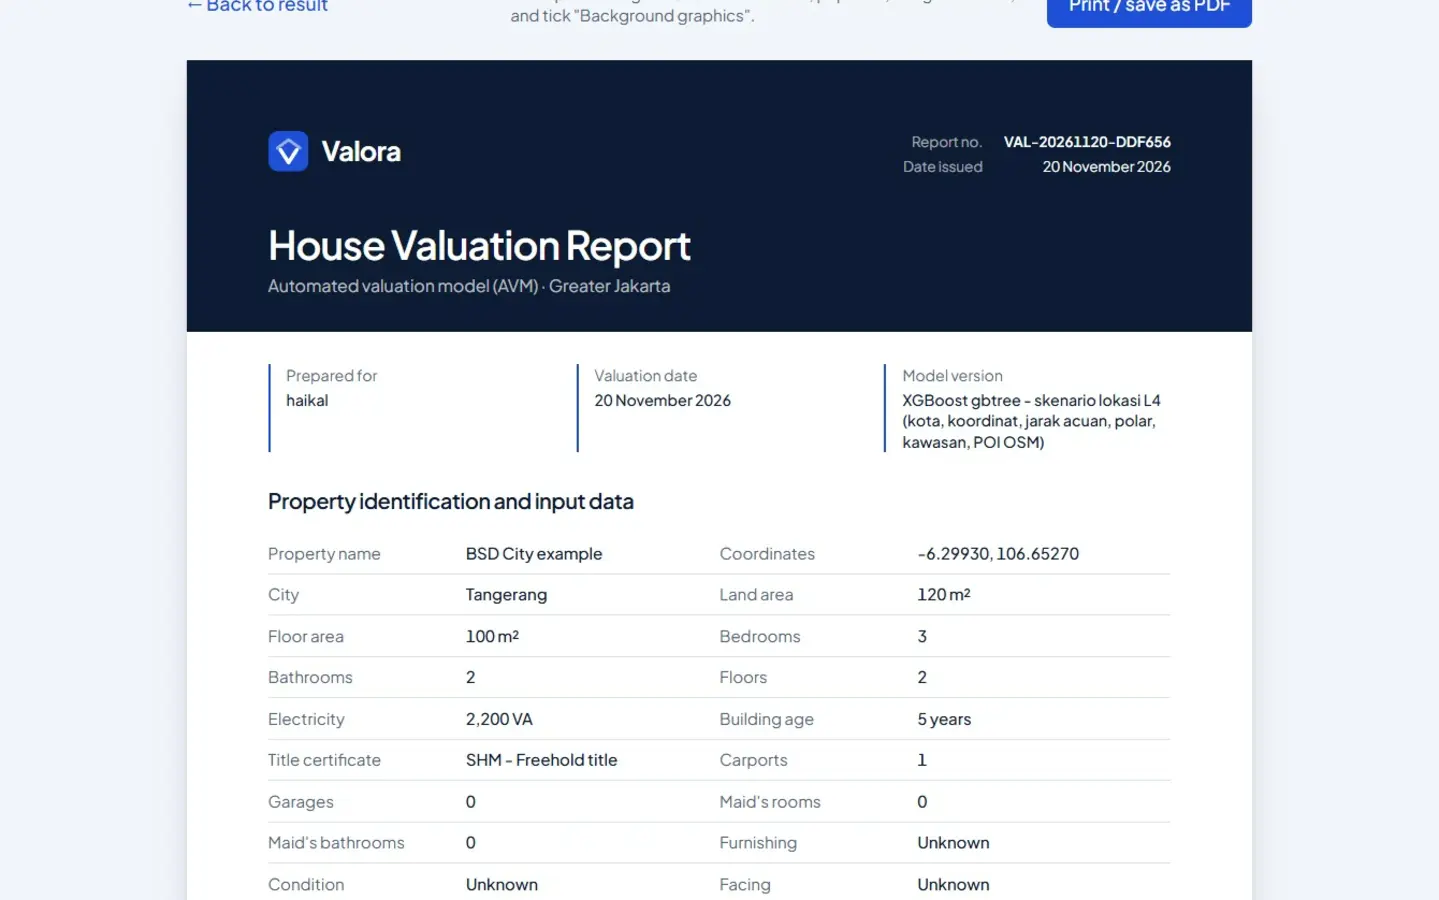 ← Back to result
and tick "Background graphics".
Print / save as PDF
Valora
Report no. VAL-20261120-DDF656
Date issued 20 November 2026
House Valuation Report
Automated valuation model (AVM) · Greater Jakarta
Prepared for
haikal
Valuation date
20 November 2026
Model version
XGBoost gbtree - skenario lokasi L4
(kota, koordinat, jarak acuan, polar,
kawasan, POI OSM)
Property identification and input data
Property name BSD City example Coordinates -6.29930, 106.65270
City Tangerang Land area 120 m²
Floor area 100 m² Bedrooms 3
Bathrooms 2 Floors 2
Electricity 2,200 VA Building age 5 years
Title certificate SHM - Freehold title Carports 1
Garages 0 Maid's rooms 0
Maid's bathrooms 0 Furnishing Unknown
Condition Unknown Facing Unknown